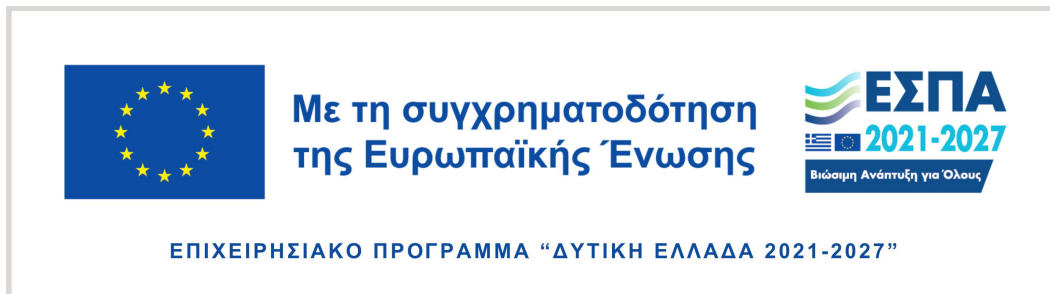 Με τη συγχρηματοδότηση
της Ευρωπαϊκής Ένωσης
ΕΣΠΑ
2021-2027
Βιώσιμη Ανάπτυξη για Όλους
ΕΠΙΧΕΙΡΗΣΙΑΚΟ ΠΡΟΓΡΑΜΜΑ “ΔΥΤΙΚΗ ΕΛΛΑΔΑ 2021-2027”